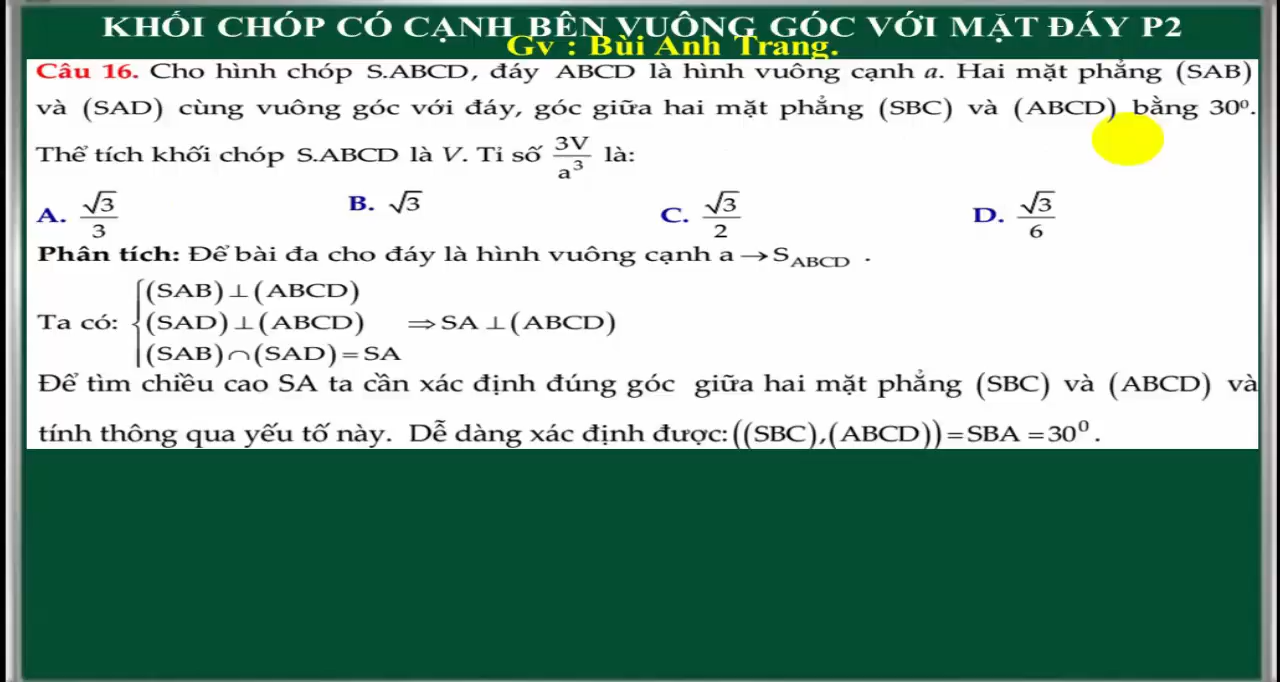 KHỐI CHÓP CÓ CẠNH BÊN VUÔNG GÓC VỚI MẶT ĐÁY P2
Gv : Bùi Anh Trang.
Câu 16. Cho hình chóp S.ABCD, đáy ABCD là hình vuông cạnh a. Hai mặt phẳng (SAB)
và (SAD) cùng vuông góc với đáy, góc giữa hai mặt phẳng (SBC) và (ABCD) bằng 30⁰.
Thể tích khối chóp S.ABCD là V. Tỉ số 3V/a³ là:
A. √3/3 B. √3 C. √3/2 D. √3/6
Phân tích: Để bài đa cho đáy là hình vuông cạnh a → S_ABCD .
Ta có: { (SAB) ⊥ (ABCD)
(SAD) ⊥ (ABCD) ⇒ SA ⊥ (ABCD)
(SAB) ∩ (SAD) = SA
Để tìm chiều cao SA ta cần xác định đúng góc giữa hai mặt phẳng (SBC) và (ABCD) và
tính thông qua yếu tố này. Dễ dàng xác định được: ((SBC),(ABCD)) = SBA = 30⁰ .